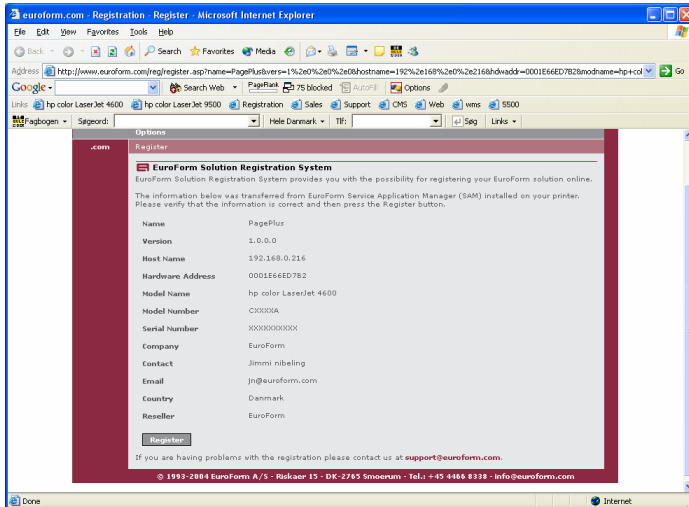 euroform.com - Registration - Register - Microsoft Internet Explorer
File Edit View Favorites Tools Help
Back Search Favorites Media
Address http://www.euroform.com/reg/register.asp?name=PagePlus&vers=1%2e0%2e0%2e0&hostname=192%2e168%2e0%2e216&hdwaddr=0001E66ED7B2&modname=hp+col Go
Google Search Web PageRank 75 blocked AutoFill Options
Links hp color LaserJet 4600 hp color LaserJet 9500 Registration Sales Support CMS Web wms 5500
Fagbogen Søgeord: Hele Danmark Tlf: Søg Links
Options
.com Register
EuroForm Solution Registration System
EuroForm Solution Registration System provides you with the possibility for registering your EuroForm solution online.
The information below was transferred from EuroForm Service Application Manager (SAM) installed on your printer.
Please verify that the information is correct and then press the Register button.
Name PagePlus
Version 1.0.0.0
Host Name 192.168.0.216
Hardware Address 0001E66ED7B2
Model Name hp color LaserJet 4600
Model Number CXXXXA
Serial Number XXXXXXXXXX
Company EuroForm
Contact Jimmi nibeling
Email jn@euroform.com
Country Danmark
Reseller EuroForm
Register
If you are having problems with the registration please contact us at support@euroform.com.
© 1993-2004 EuroForm A/S - Riskaer 15 - DK-2765 Smoerum - Tel.: +45 4466 8338 - info@euroform.com
Done Internet